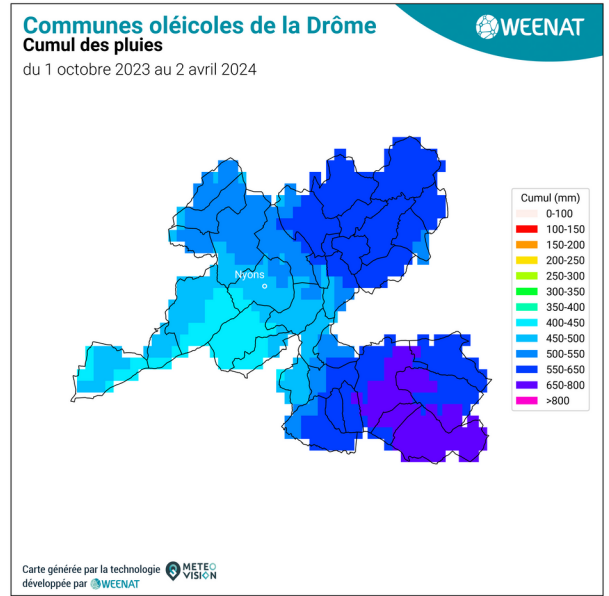 Communes oléicoles de la Drôme
Cumul des pluies
du 1 octobre 2023 au 2 avril 2024
WEENAT
Nyons
Cumul (mm)
0-100
100-150
150-200
200-250
250-300
300-350
350-400
400-450
450-500
500-550
550-650
650-800
>800
Carte générée par la technologie METEO VISION
développée par WEENAT